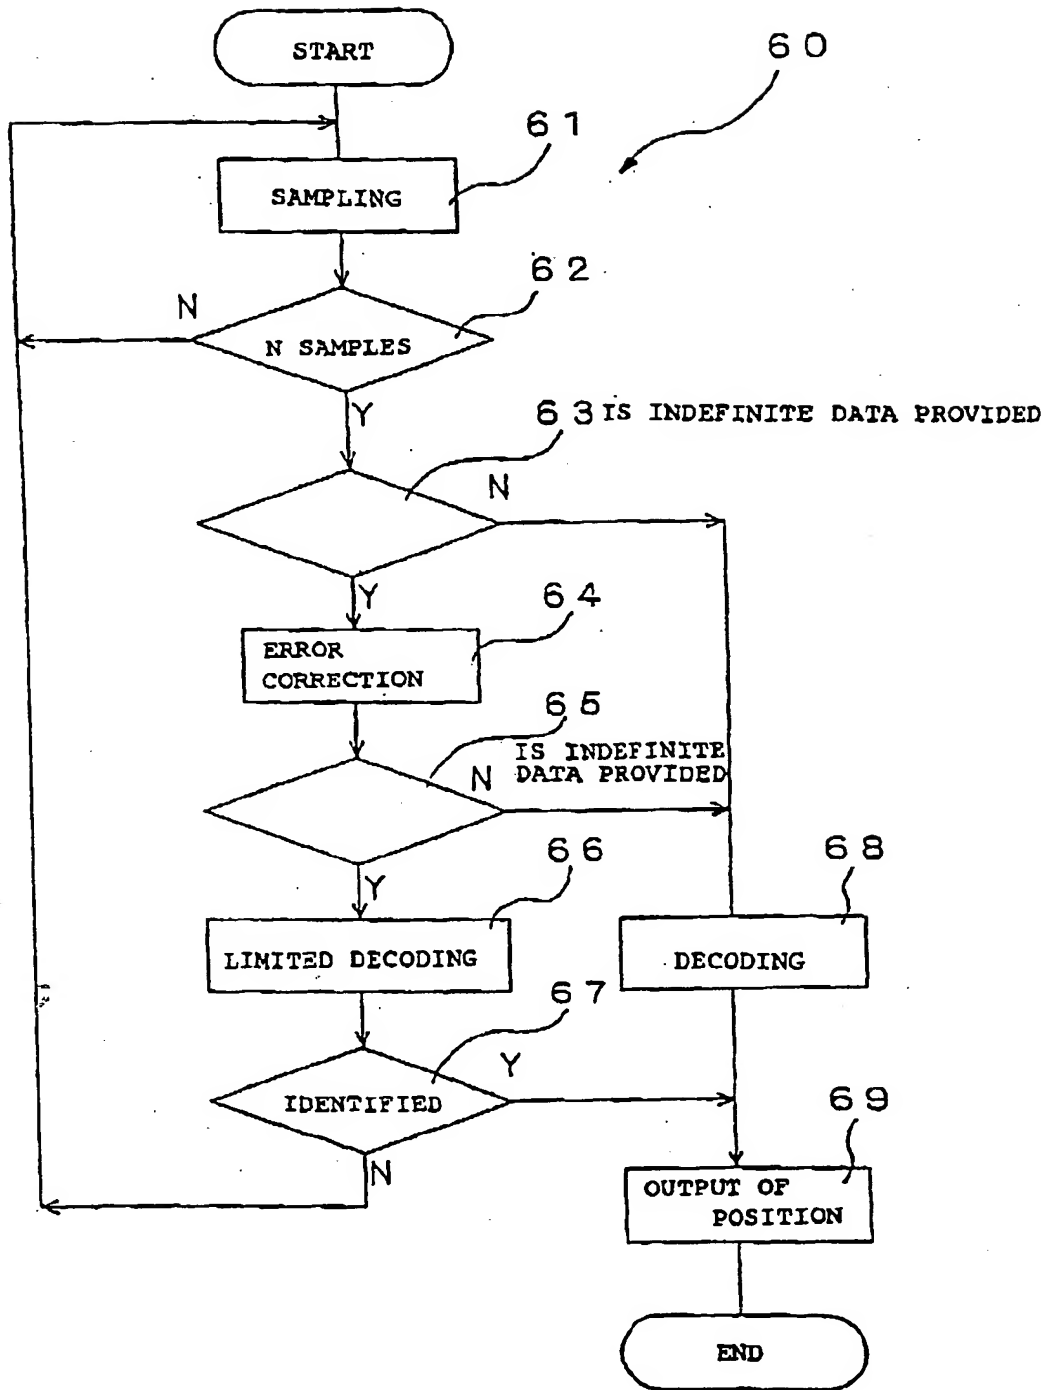 START
60
61
SAMPLING
62
N
N SAMPLES
Y
63 IS INDEFINITE DATA PROVIDED
N
Y
64
ERROR
CORRECTION
65
IS INDEFINITE
N DATA PROVIDED
Y
66
68
LIMITED DECODING
DECODING
67
Y
IDENTIFIED
69
N
OUTPUT OF
POSITION
END